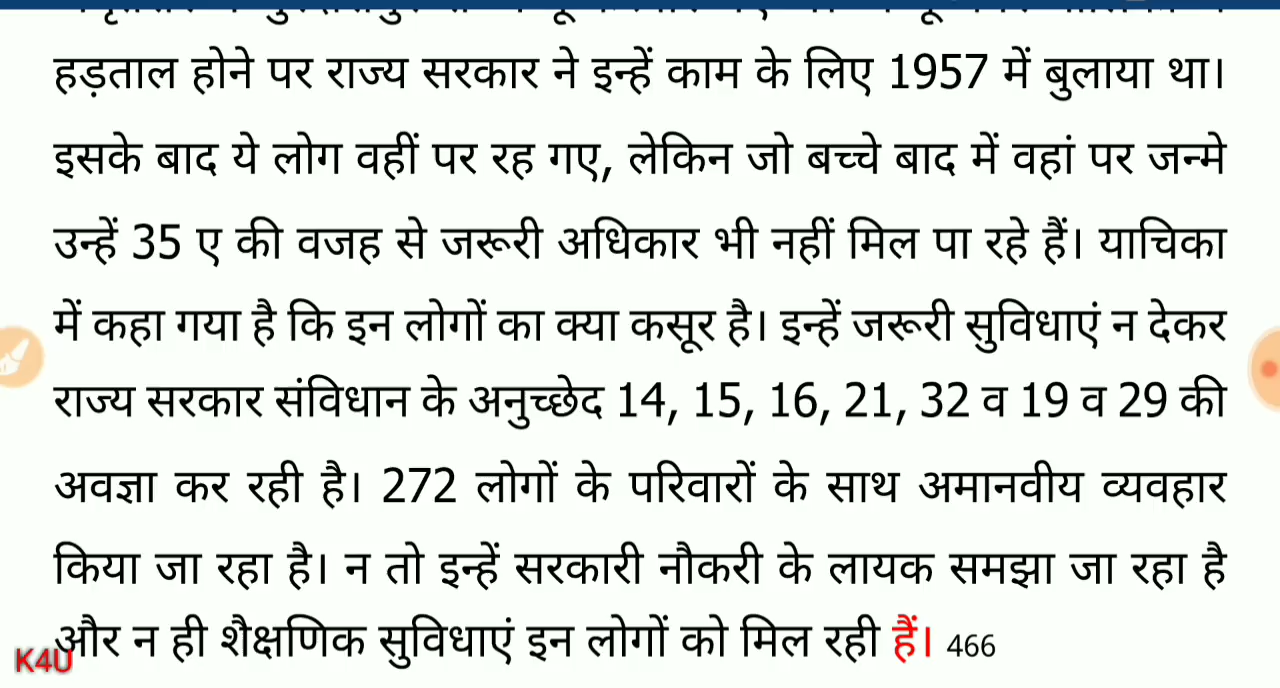 हड़ताल होने पर राज्य सरकार ने इन्हें काम के लिए 1957 में बुलाया था।
इसके बाद ये लोग वहीं पर रह गए, लेकिन जो बच्चे बाद में वहां पर जन्मे
उन्हें 35 ए की वजह से जरूरी अधिकार भी नहीं मिल पा रहे हैं। याचिका
में कहा गया है कि इन लोगों का क्या कसूर है। इन्हें जरूरी सुविधाएं न देकर
राज्य सरकार संविधान के अनुच्छेद 14, 15, 16, 21, 32 व 19 व 29 की
अवज्ञा कर रही है। 272 लोगों के परिवारों के साथ अमानवीय व्यवहार
किया जा रहा है। न तो इन्हें सरकारी नौकरी के लायक समझा जा रहा है
और न ही शैक्षणिक सुविधाएं इन लोगों को मिल रही हैं। 466
K4U